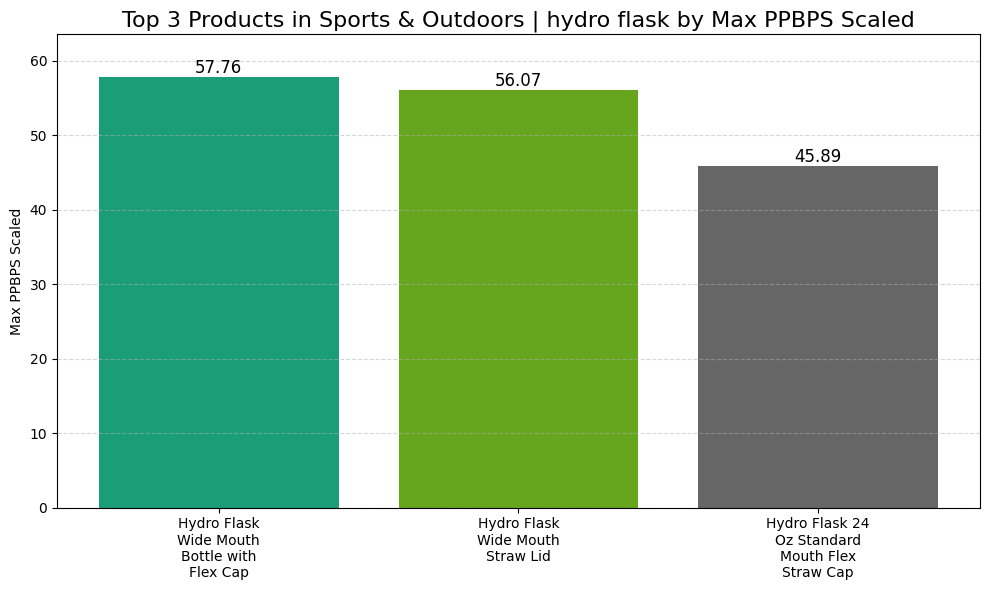 Top 3 Products in Sports & Outdoors | hydro flask by Max PPBPS Scaled
Max PPBPS Scaled
60
50
40
30
20
10
0
57.76
56.07
45.89
Hydro Flask
Wide Mouth
Bottle with
Flex Cap
Hydro Flask
Wide Mouth
Straw Lid
Hydro Flask 24
Oz Standard
Mouth Flex
Straw Cap